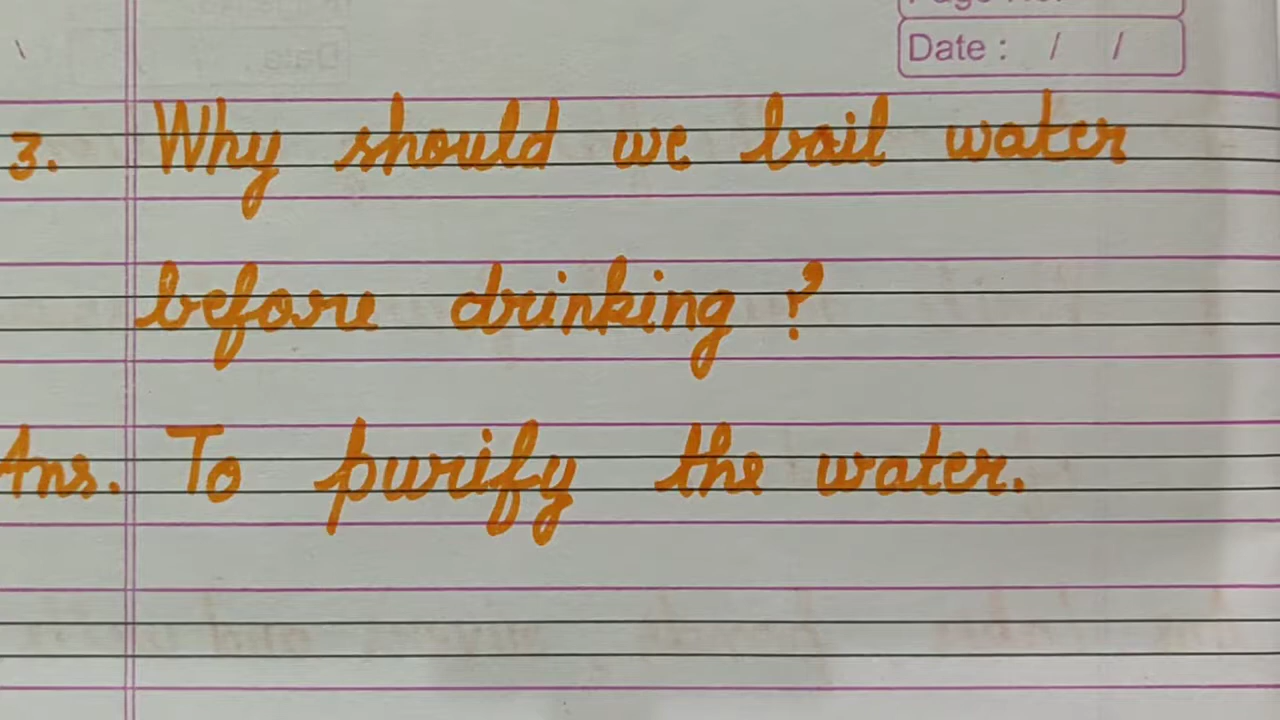 Date : / /
3. Why should we boil water
before drinking ?
Ans. To purify the water.